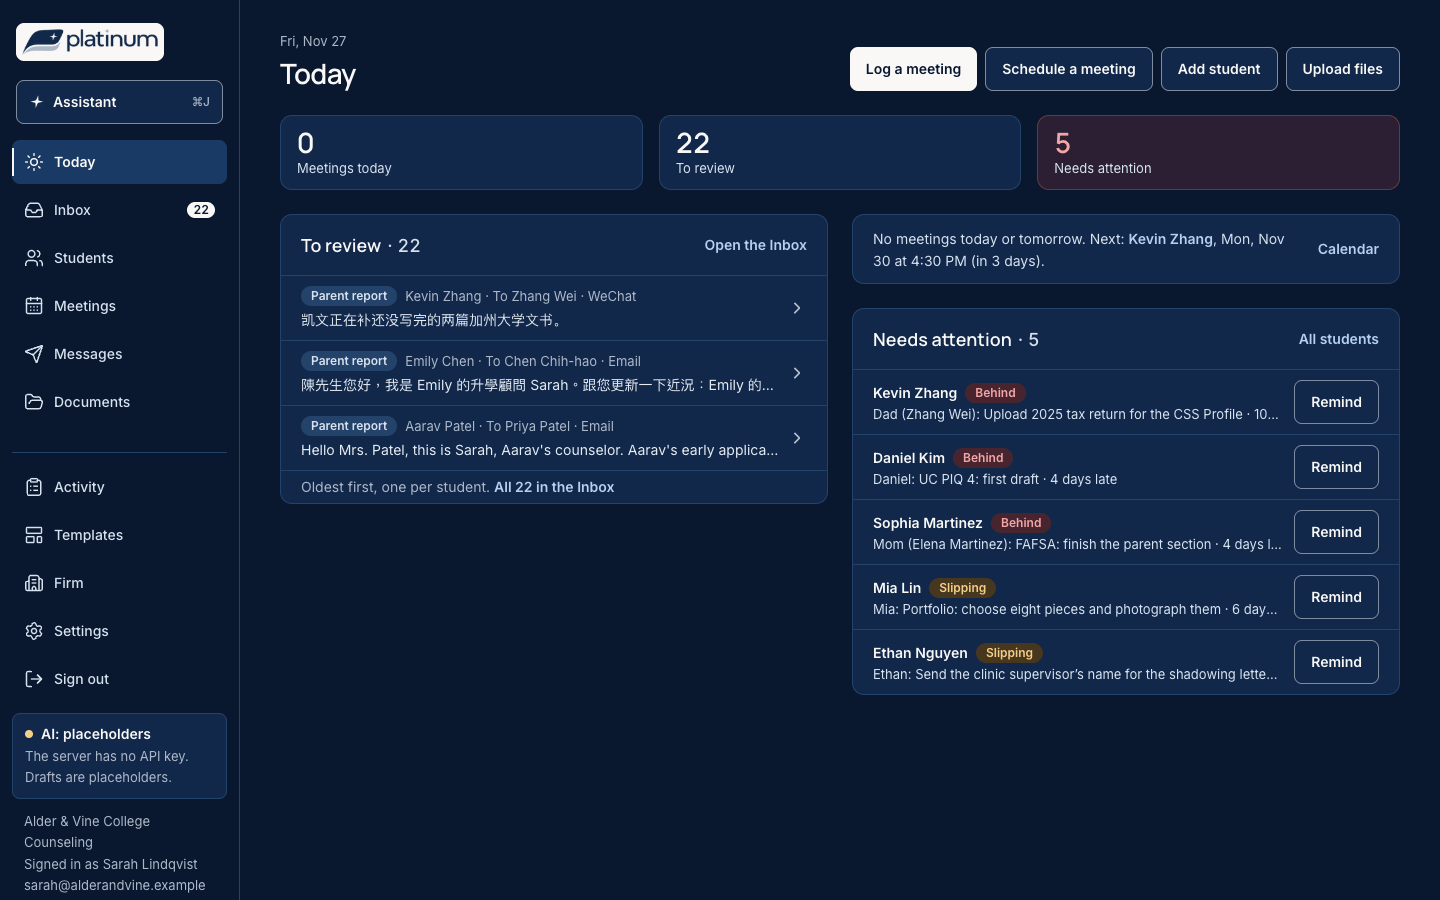 platinum
Assistant ⌘J
Today
Inbox 22
Students
Meetings
Messages
Documents
Activity
Templates
Firm
Settings
Sign out
AI: placeholders
The server has no API key.
Drafts are placeholders.
Alder & Vine College
Counseling
Signed in as Sarah Lindqvist
sarah@alderandvine.example
Fri, Nov 27
Today
Log a meeting
Schedule a meeting
Add student
Upload files
0
Meetings today
22
To review
5
Needs attention
To review · 22
Open the Inbox
Parent report Kevin Zhang · To Zhang Wei · WeChat
凯文正在补还没写完的两篇加州大学文书。
Parent report Emily Chen · To Chen Chih-hao · Email
陳先生您好，我是 Emily 的升學顧問 Sarah。跟您更新一下近況：Emily 的...
Parent report Aarav Patel · To Priya Patel · Email
Hello Mrs. Patel, this is Sarah, Aarav's counselor. Aarav's early applica...
Oldest first, one per student. All 22 in the Inbox
No meetings today or tomorrow. Next: Kevin Zhang, Mon, Nov
30 at 4:30 PM (in 3 days).
Calendar
Needs attention · 5
All students
Kevin Zhang Behind
Dad (Zhang Wei): Upload 2025 tax return for the CSS Profile · 10...
Remind
Daniel Kim Behind
Daniel: UC PIQ 4: first draft · 4 days late
Remind
Sophia Martinez Behind
Mom (Elena Martinez): FAFSA: finish the parent section · 4 days l...
Remind
Mia Lin Slipping
Mia: Portfolio: choose eight pieces and photograph them · 6 day...
Remind
Ethan Nguyen Slipping
Ethan: Send the clinic supervisor’s name for the shadowing lette...
Remind